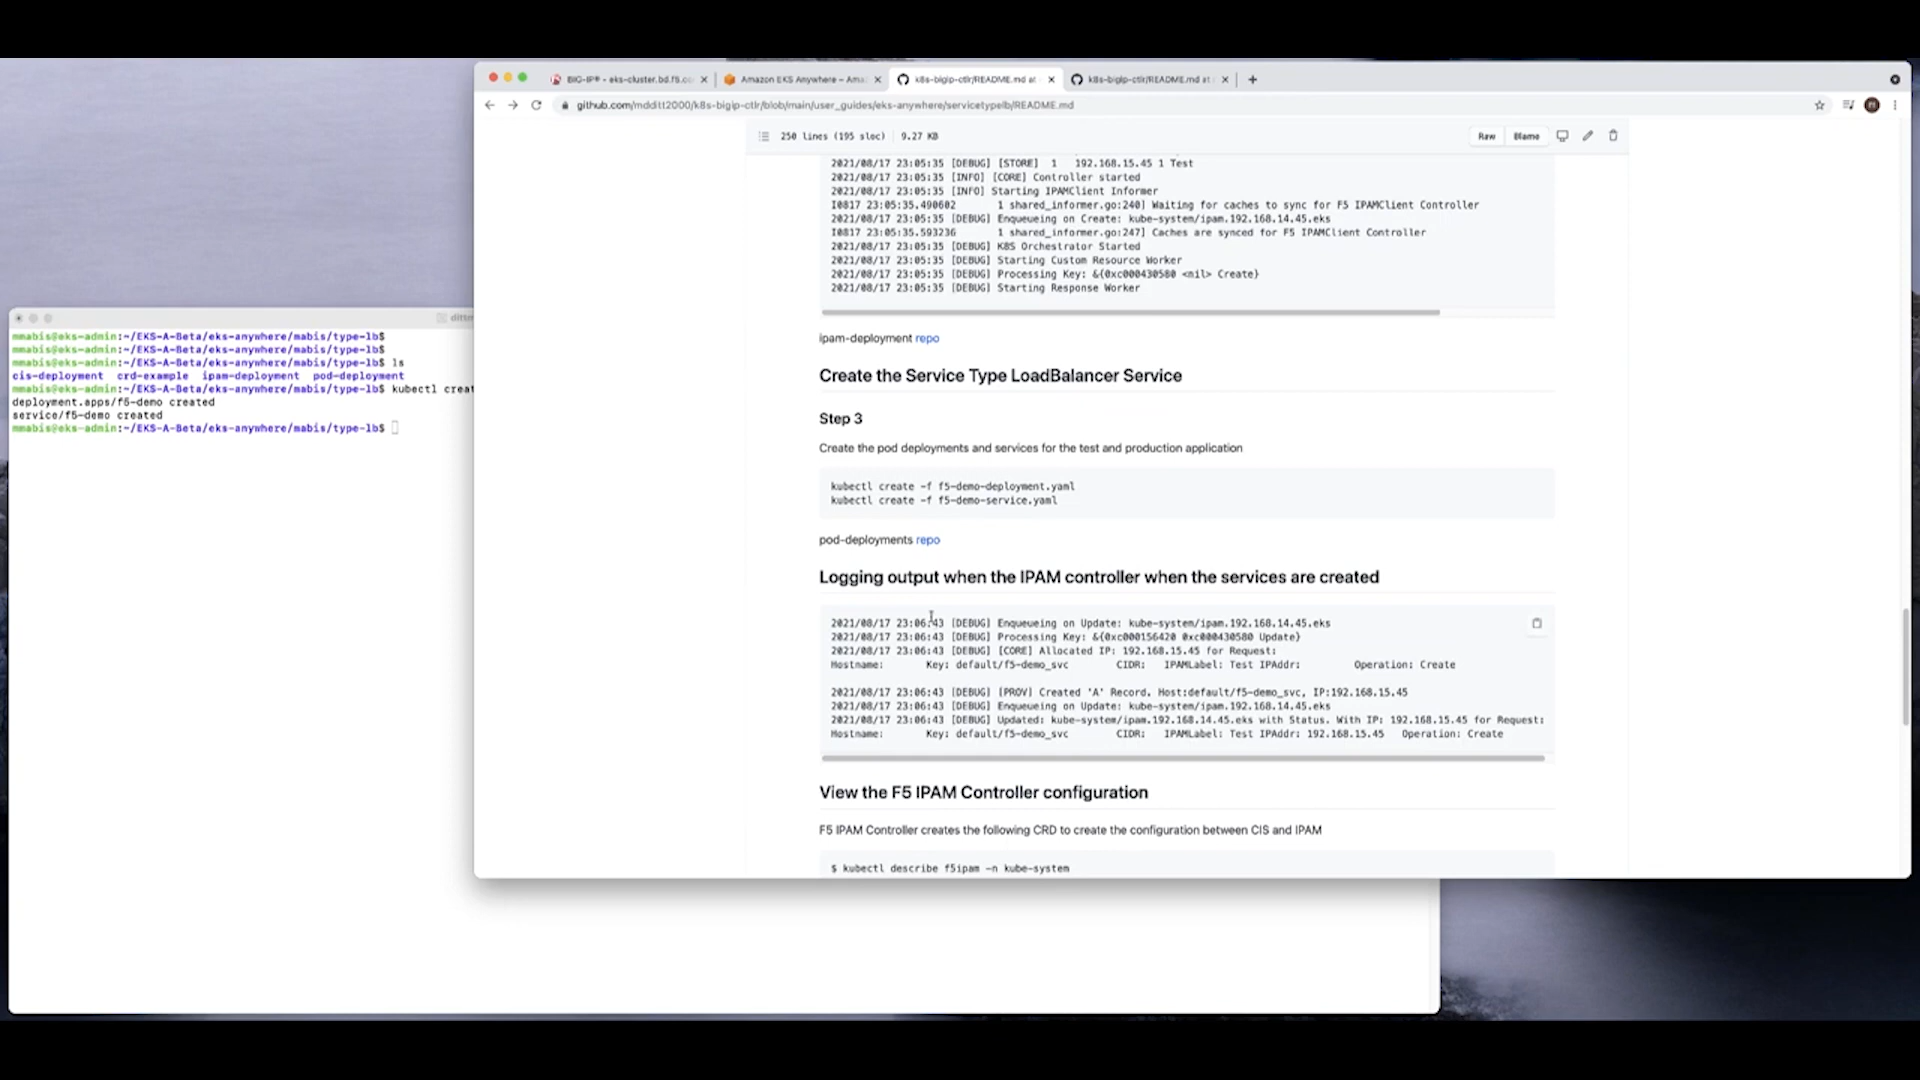 BIG-IP® - eks-cluster.bd.f5.co
Amazon EKS Anywhere – Ama
k8s-bigip-ctlr/README.md at
k8s-bigip-ctlr/README.md at
github.com/mdditt2000/k8s-bigip-ctlr/blob/main/user_guides/eks-anywhere/servicetypelb/README.md
250 lines (195 sloc) 9.27 KB
Raw Blame
2021/08/17 23:05:35 [DEBUG] [STORE] 1 192.168.15.45 1 Test
2021/08/17 23:05:35 [INFO] [CORE] Controller started
2021/08/17 23:05:35 [INFO] Starting IPAMClient Informer
I0817 23:05:35.490602 1 shared_informer.go:240] Waiting for caches to sync for F5 IPAMClient Controller
2021/08/17 23:05:35 [DEBUG] Enqueueing on Create: kube-system/ipam.192.168.14.45.eks
I0817 23:05:35.593236 1 shared_informer.go:247] Caches are synced for F5 IPAMClient Controller
2021/08/17 23:05:35 [DEBUG] K8S Orchestrator Started
2021/08/17 23:05:35 [DEBUG] Starting Custom Resource Worker
2021/08/17 23:05:35 [DEBUG] Processing Key: &{0xc000430580 <nil> Create}
2021/08/17 23:05:35 [DEBUG] Starting Response Worker
ipam-deployment repo
Create the Service Type LoadBalancer Service
Step 3
Create the pod deployments and services for the test and production application
kubectl create -f f5-demo-deployment.yaml
kubectl create -f f5-demo-service.yaml
pod-deployments repo
Logging output when the IPAM controller when the services are created
2021/08/17 23:06:43 [DEBUG] Enqueueing on Update: kube-system/ipam.192.168.14.45.eks
2021/08/17 23:06:43 [DEBUG] Processing Key: &{0xc000156420 0xc000430580 Update}
2021/08/17 23:06:43 [DEBUG] [CORE] Allocated IP: 192.168.15.45 for Request:
Hostname: Key: default/f5-demo_svc CIDR: IPAMLabel: Test IPAddr: Operation: Create
2021/08/17 23:06:43 [DEBUG] [PROV] Created 'A' Record. Host:default/f5-demo_svc, IP:192.168.15.45
2021/08/17 23:06:43 [DEBUG] Enqueueing on Update: kube-system/ipam.192.168.14.45.eks
2021/08/17 23:06:43 [DEBUG] Updated: kube-system/ipam.192.168.14.45.eks with Status. With IP: 192.168.15.45 for Request:
Hostname: Key: default/f5-demo_svc CIDR: IPAMLabel: Test IPAddr: 192.168.15.45 Operation: Create
View the F5 IPAM Controller configuration
F5 IPAM Controller creates the following CRD to create the configuration between CIS and IPAM
$ kubectl describe f5ipam -n kube-system
ditto
mmabis@eks-admin:~/EKS-A-Beta/eks-anywhere/mabis/type-lb$
mmabis@eks-admin:~/EKS-A-Beta/eks-anywhere/mabis/type-lb$
mmabis@eks-admin:~/EKS-A-Beta/eks-anywhere/mabis/type-lb$ ls
cis-deployment crd-example ipam-deployment pod-deployment
mmabis@eks-admin:~/EKS-A-Beta/eks-anywhere/mabis/type-lb$ kubectl creat
deployment.apps/f5-demo created
service/f5-demo created
mmabis@eks-admin:~/EKS-A-Beta/eks-anywhere/mabis/type-lb$